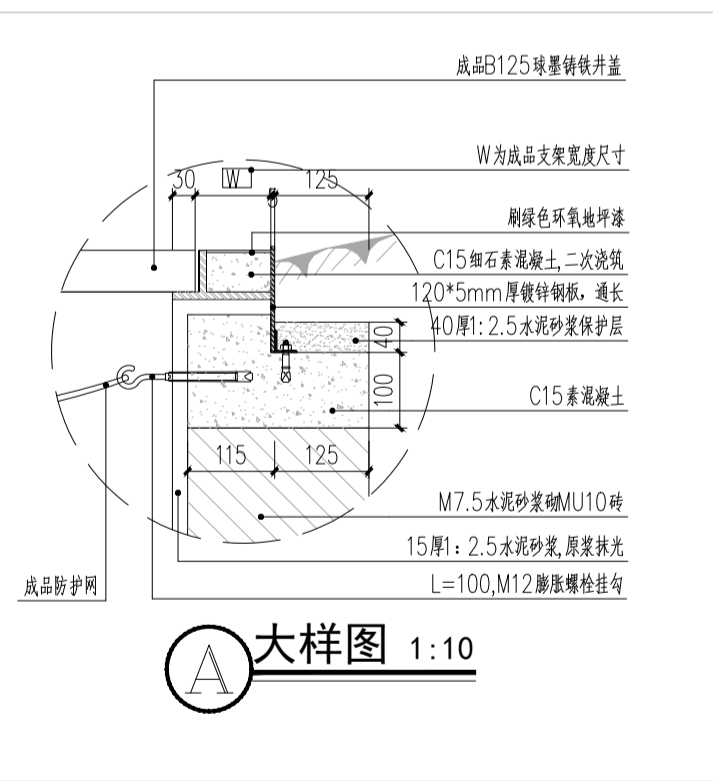 成品B125球墨铸铁井盖
W为成品支架宽度尺寸
30
W
125
刷绿色环氧地坪漆
C15细石素混凝土,二次浇筑
120*5mm厚镀锌钢板，通长
40厚1：2.5水泥砂浆保护层
40
100
C15素混凝土
115
125
M7.5水泥砂浆砌MU10砖
15厚1：2.5水泥砂浆,原浆抹光
成品防护网
L=100,M12膨胀螺栓挂勾
A
大样图 1:10